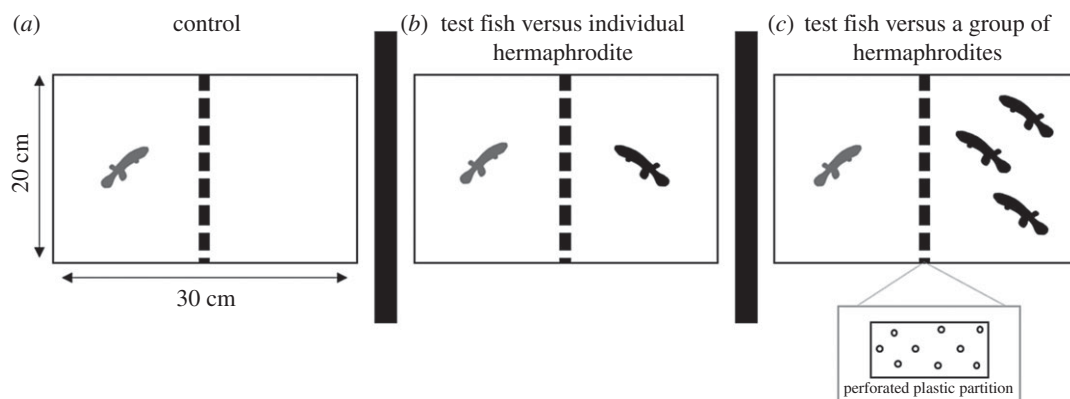 (a) control
(b) test fish versus individual
hermaphrodite
(c) test fish versus a group of
hermaphrodites
20 cm
30 cm
perforated plastic partition